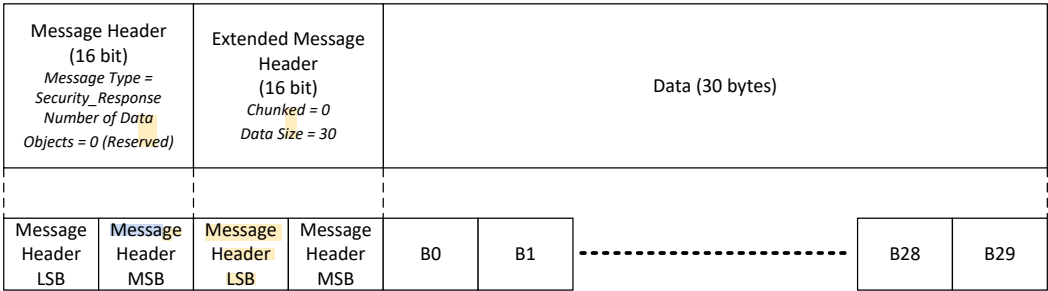 Message Header
(16 bit)
Message Type =
Security_Response
Number of Data
Objects = 0 (Reserved)
Extended Message
Header
(16 bit)
Chunked = 0
Data Size = 30
Data (30 bytes)
Message
Header
LSB
Message
Header
MSB
Message
Header
LSB
Message
Header
MSB
B0
B1
B28
B29